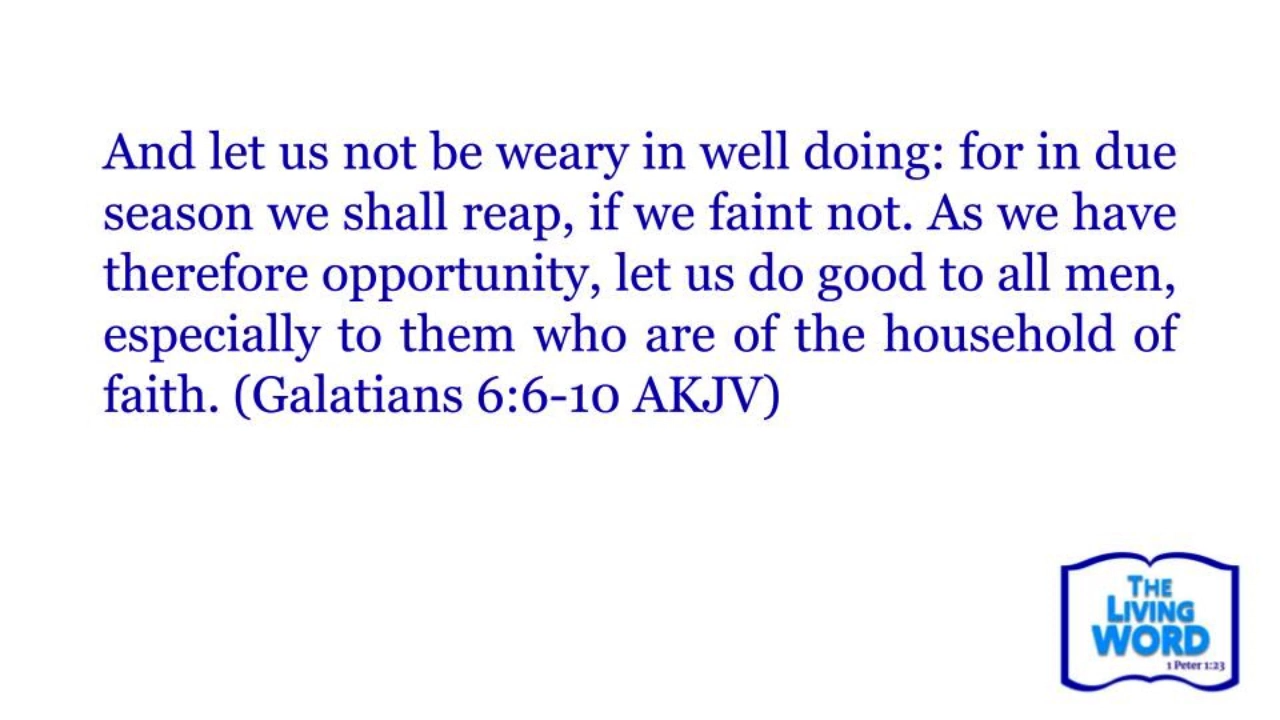 And let us not be weary in well doing: for in due
season we shall reap, if we faint not. As we have
therefore opportunity, let us do good to all men,
especially to them who are of the household of
faith. (Galatians 6:6-10 AKJV)
THE
LIVING
WORD
1 Peter 1:23